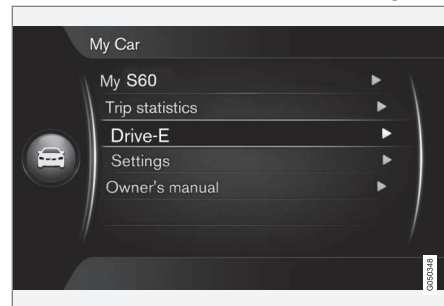 My Car
My S60
Trip statistics
Drive-E
Settings
Owner's manual
G050348